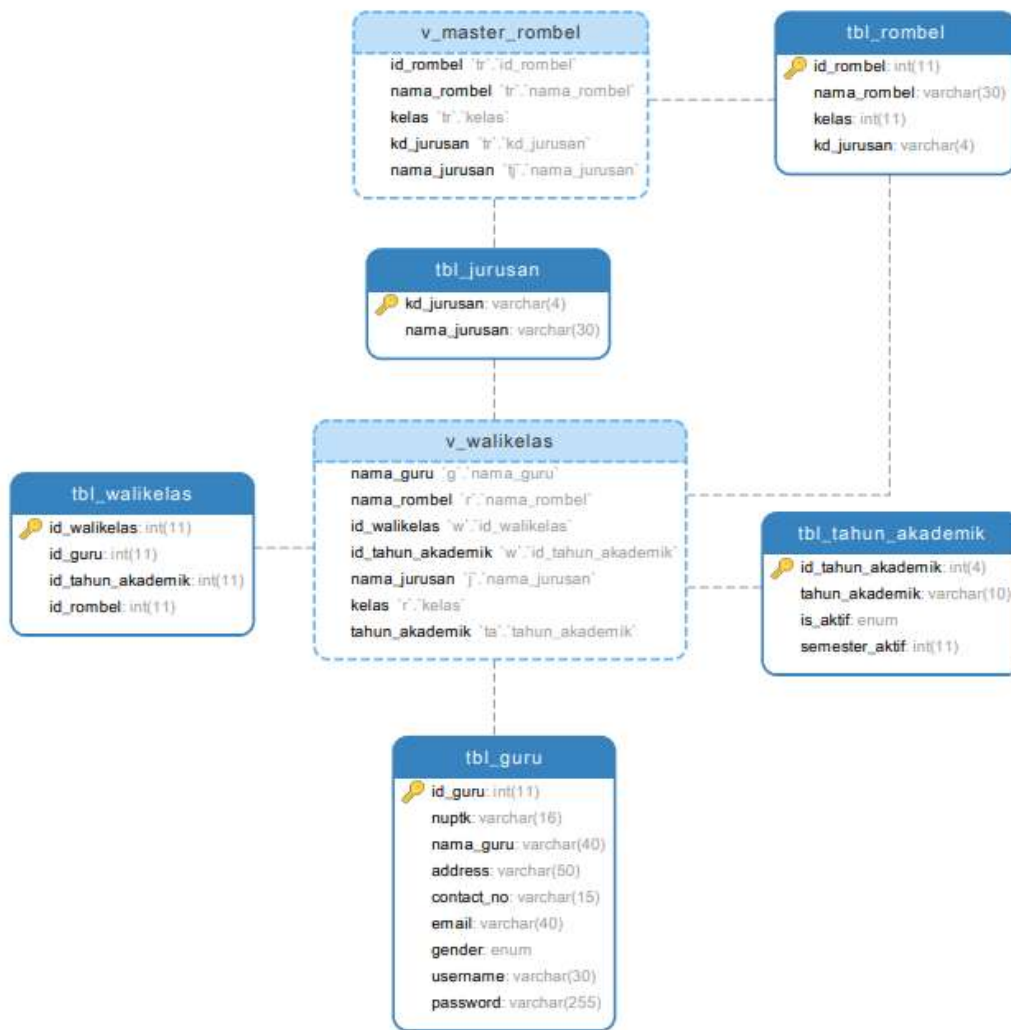 v_master_rombel
id_rombel `tr`.`id_rombel`
nama_rombel `tr`.`nama_rombel`
kelas `tr`.`kelas`
kd_jurusan `tr`.`kd_jurusan`
nama_jurusan `tj`.`nama_jurusan`
tbl_rombel
id_rombel: int(11)
nama_rombel: varchar(30)
kelas: int(11)
kd_jurusan: varchar(4)
tbl_jurusan
kd_jurusan: varchar(4)
nama_jurusan: varchar(30)
v_walikelas
nama_guru `g`.`nama_guru`
nama_rombel `r`.`nama_rombel`
id_walikelas `w`.`id_walikelas`
id_tahun_akademik `w`.`id_tahun_akademik`
nama_jurusan `j`.`nama_jurusan`
kelas `r`.`kelas`
tahun_akademik `ta`.`tahun_akademik`
tbl_walikelas
id_walikelas: int(11)
id_guru: int(11)
id_tahun_akademik: int(11)
id_rombel: int(11)
tbl_tahun_akademik
id_tahun_akademik: int(4)
tahun_akademik: varchar(10)
is_aktif: enum
semester_aktif: int(11)
tbl_guru
id_guru: int(11)
nuptk: varchar(16)
nama_guru: varchar(40)
address: varchar(50)
contact_no: varchar(15)
email: varchar(40)
gender: enum
username: varchar(30)
password: varchar(255)